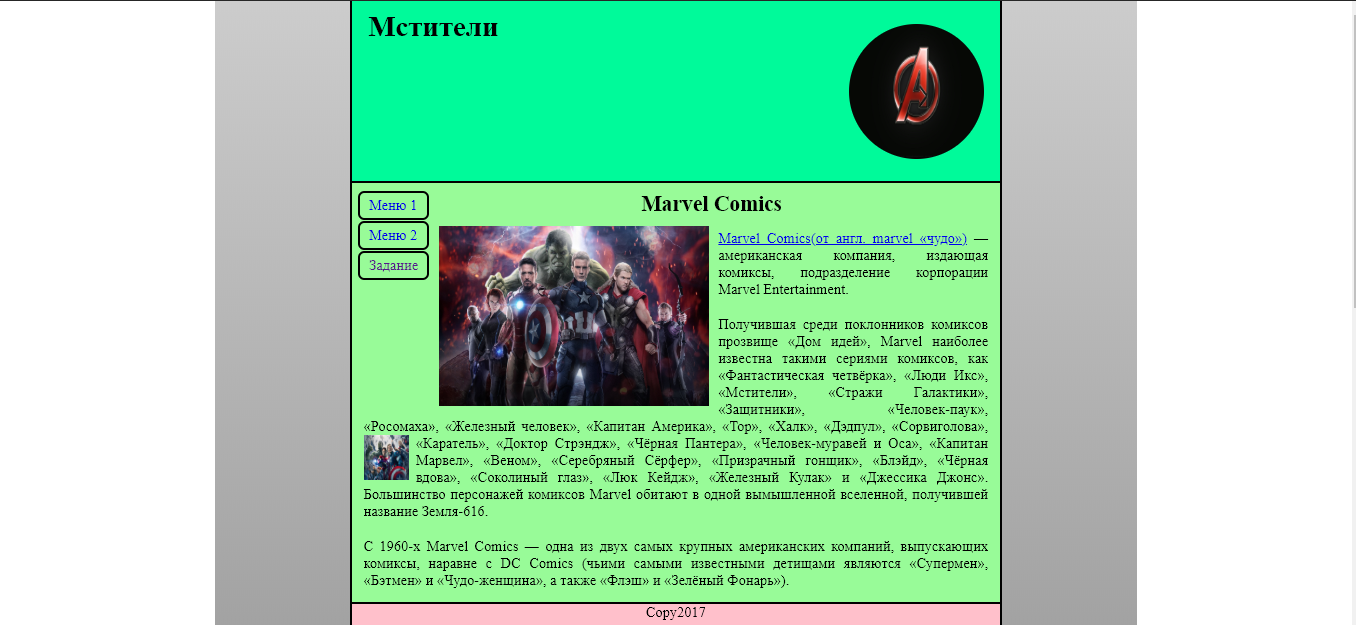 Мстители
Меню 1
Меню 2
Задание
Marvel Comics
Marvel Comics(от англ. marvel «чудо») —
американская компания, издающая
комиксы, подразделение корпорации
Marvel Entertainment.
Получившая среди поклонников комиксов
прозвище «Дом идей», Marvel наиболее
известна такими сериями комиксов, как
«Фантастическая четвёрка», «Люди Икс»,
«Мстители», «Стражи Галактики»,
«Защитники», «Человек-паук»,
«Росомаха», «Железный человек», «Капитан Америка», «Тор», «Халк», «Дэдпул», «Сорвиголова»,
«Каратель», «Доктор Стрэндж», «Чёрная Пантера», «Человек-муравей и Оса», «Капитан
Марвел», «Веном», «Серебряный Сёрфер», «Призрачный гонщик», «Блэйд», «Чёрная
вдова», «Соколиный глаз», «Люк Кейдж», «Железный Кулак» и «Джессика Джонс».
Большинство персонажей комиксов Marvel обитают в одной вымышленной вселенной, получившей
название Земля-616.
С 1960-х Marvel Comics — одна из двух самых крупных американских компаний, выпускающих
комиксы, наравне с DC Comics (чьими самыми известными детищами являются «Супермен»,
«Бэтмен» и «Чудо-женщина», а также «Флэш» и «Зелёный Фонарь»).
Copy2017